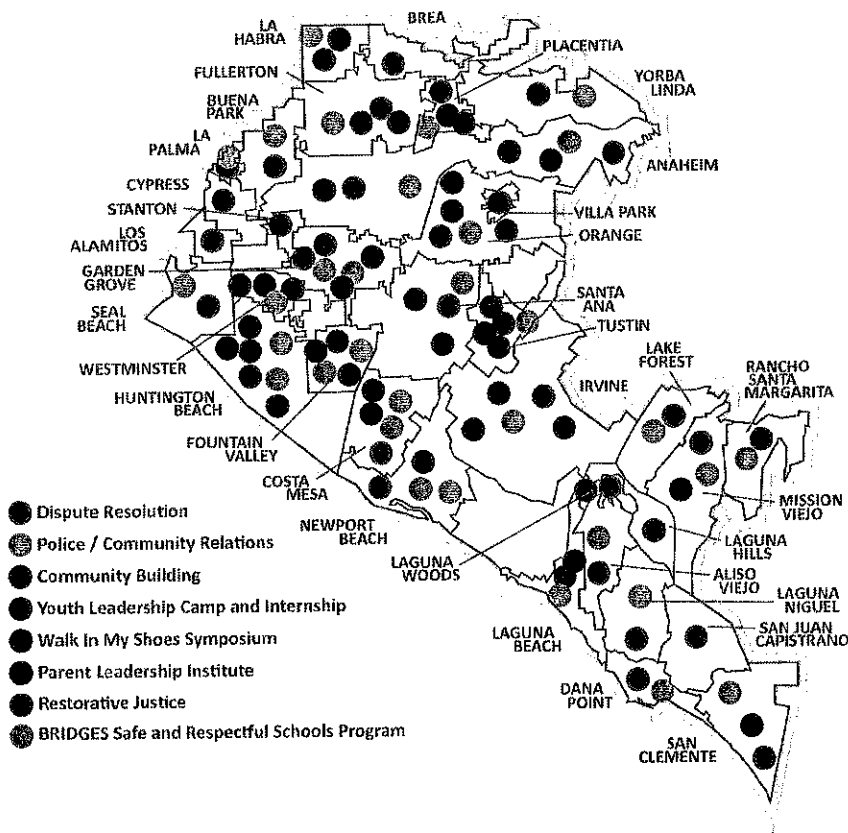 LA
HABRA
BREA
PLACENTIA
FULLERTON
YORBA
LINDA
BUENA
PARK
LA
PALMA
ANAHEIM
CYPRESS
STANTON
VILLA PARK
LOS
ALAMITOS
ORANGE
GARDEN
GROVE
SEAL
BEACH
SANTA
ANA
TUSTIN
WESTMINSTER
LAKE
FOREST
RANCHO
SANTA
MARGARITA
HUNTINGTON
BEACH
IRVINE
FOUNTAIN
VALLEY
COSTA
MESA
MISSION
VIEJO
NEWPORT
BEACH
LAGUNA
HILLS
LAGUNA
WOODS
ALISO
VIEJO
LAGUNA
NIGUEL
LAGUNA
BEACH
SAN JUAN
CAPISTRANO
DANA
POINT
SAN
CLEMENTE
Dispute Resolution
Police / Community Relations
Community Building
Youth Leadership Camp and Internship
Walk In My Shoes Symposium
Parent Leadership Institute
Restorative Justice
BRIDGES Safe and Respectful Schools Program